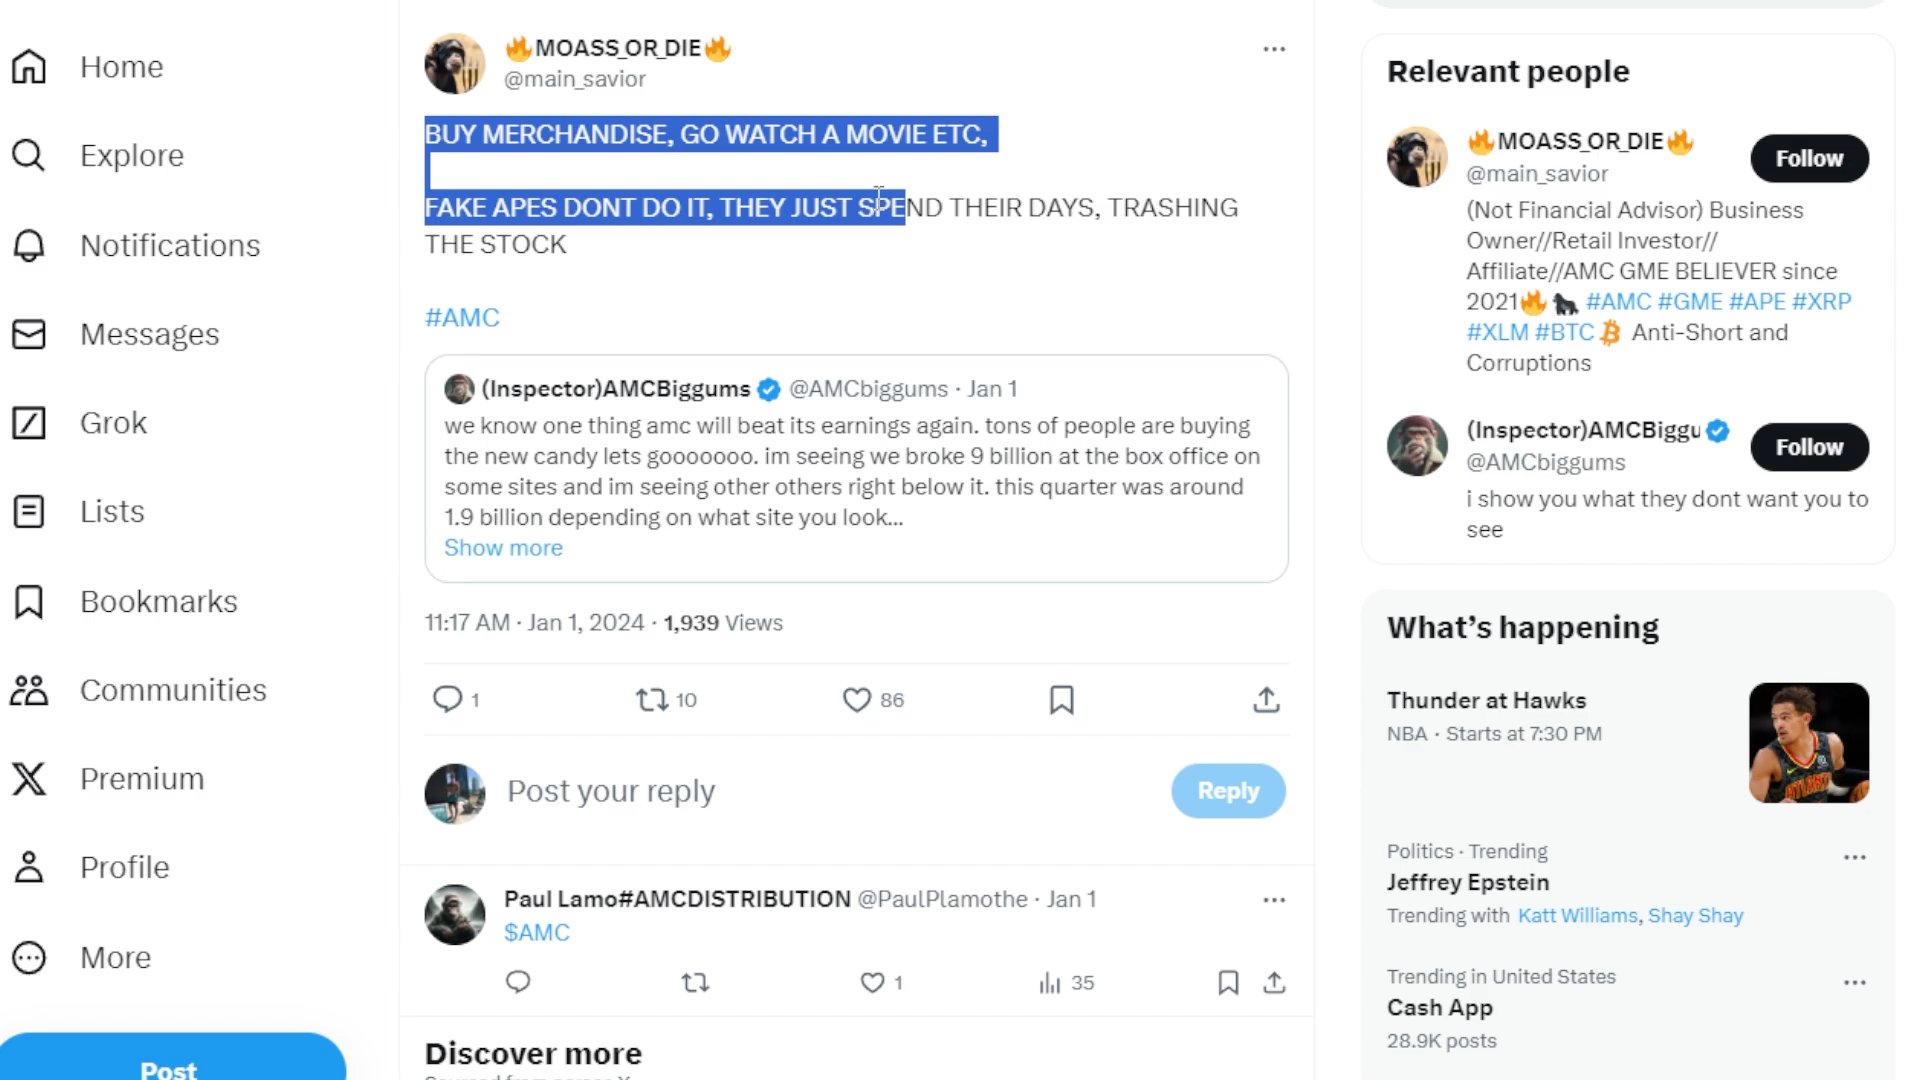 Home
Explore
Notifications
Messages
Grok
Lists
Bookmarks
Communities
Premium
Profile
More
Post
🔥MOASS_OR_DIE🔥
@main_savior
BUY MERCHANDISE, GO WATCH A MOVIE ETC,
FAKE APES DONT DO IT, THEY JUST SPEND THEIR DAYS, TRASHING
THE STOCK
#AMC
(Inspector)AMCBiggums @AMCbiggums · Jan 1
we know one thing amc will beat its earnings again. tons of people are buying
the new candy lets gooooooo. im seeing we broke 9 billion at the box office on
some sites and im seeing other others right below it. this quarter was around
1.9 billion depending on what site you look...
Show more
11:17 AM · Jan 1, 2024 · 1,939 Views
1 10 86
Post your reply
Reply
Paul Lamo#AMCDISTRIBUTION @PaulPlamothe · Jan 1
$AMC
1 35
Discover more
Sourced from across X
Relevant people
🔥MOASS_OR_DIE🔥
@main_savior
Follow
(Not Financial Advisor) Business
Owner//Retail Investor//
Affiliate//AMC GME BELIEVER since
2021🔥🦍 #AMC #GME #APE #XRP
#XLM #BTC Anti-Short and
Corruptions
(Inspector)AMCBiggu
@AMCbiggums
Follow
i show you what they dont want you to
see
What's happening
Thunder at Hawks
NBA · Starts at 7:30 PM
Politics · Trending
Jeffrey Epstein
Trending with Katt Williams, Shay Shay
Trending in United States
Cash App
28.9K posts